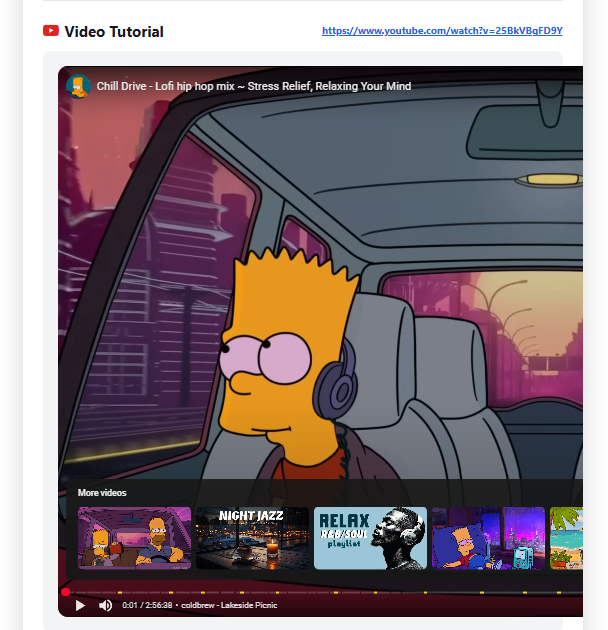 Video Tutorial
https://www.youtube.com/watch?v=25BkVBgFD9Y
Chill Drive - Lofi hip hop mix ~ Stress Relief, Relaxing Your Mind
More videos
NIGHT JAZZ
RELAX
R&B/SOUL
playlist
0:01 / 2:56:38 • coldbrew - Lakeside Picnic